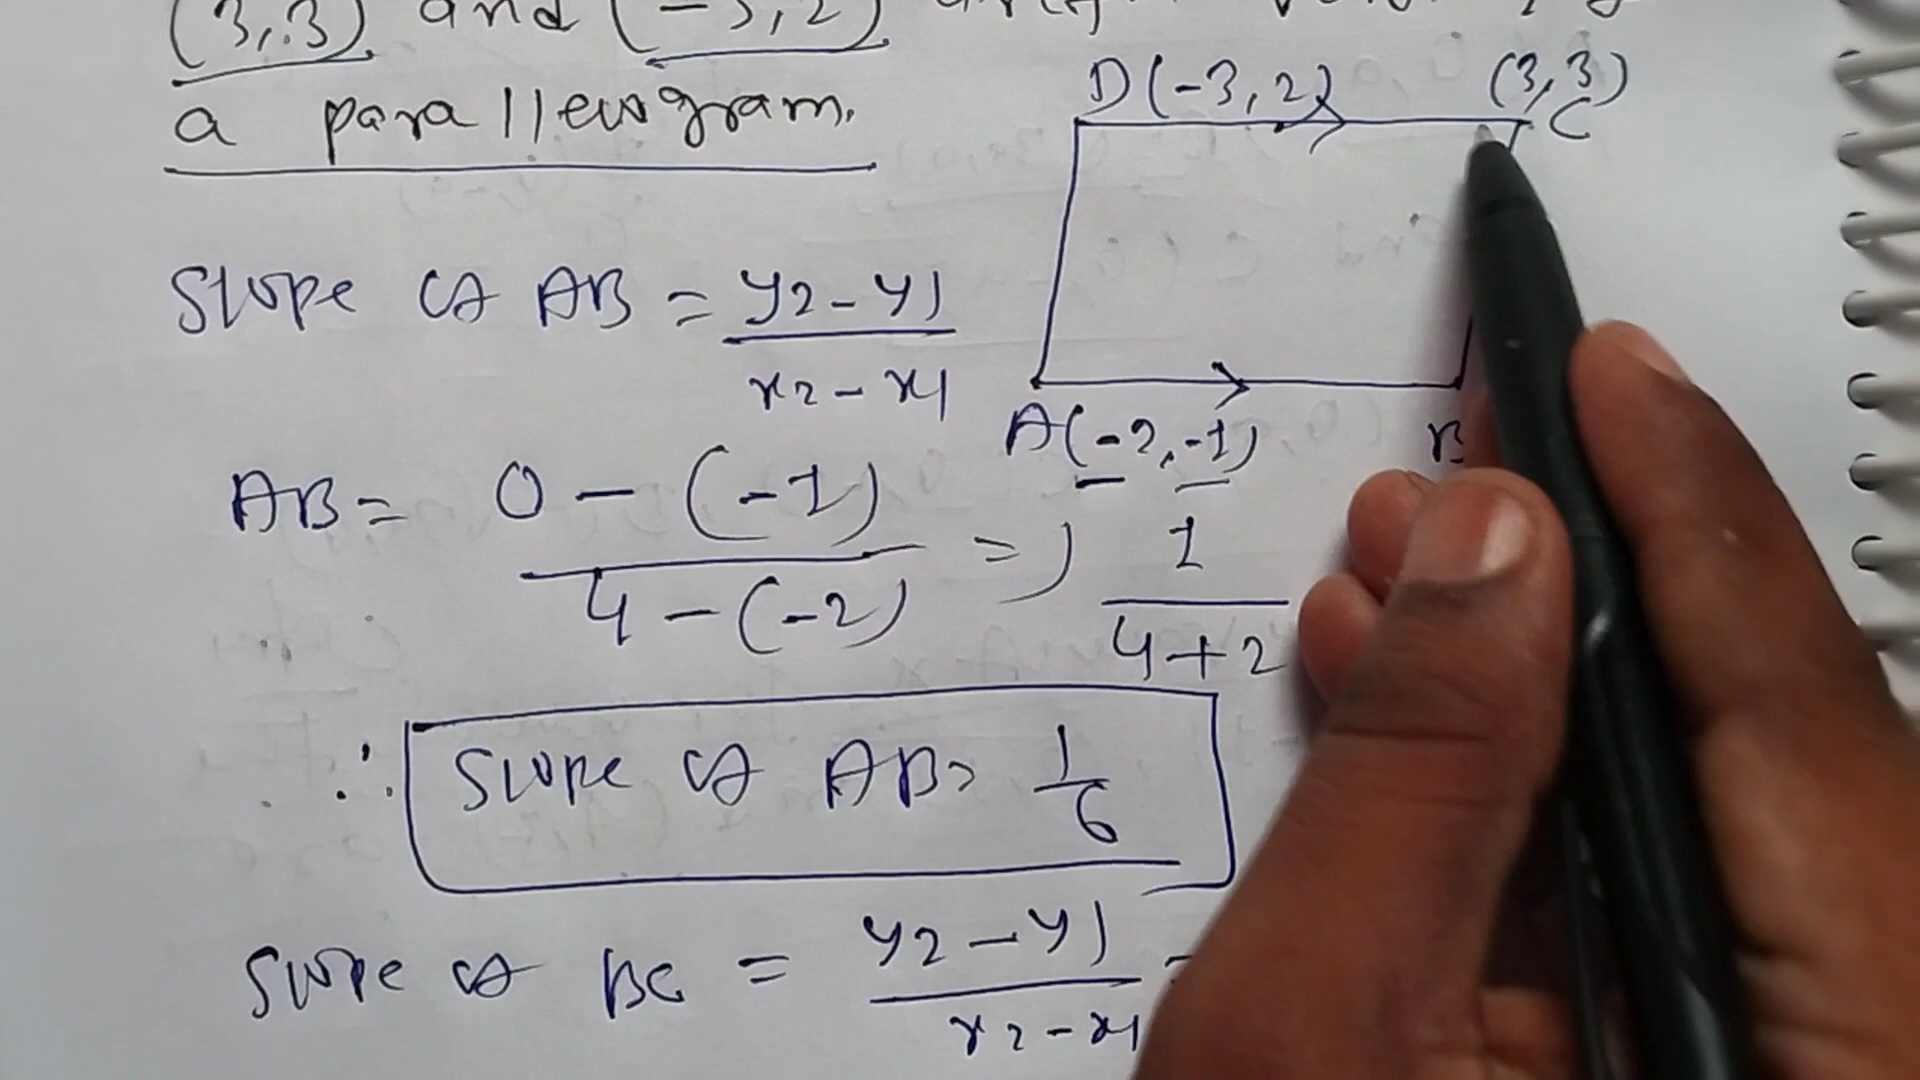 (3,3) and (-3,2)
a parallelogram.
D(-3,2) (3,3)
C
Slope of AB = y2-y1
x2-x1
A(-2,-1) B
AB = 0-(-1) => 1
4-(-2) 4+2
∴ Slope of AB = 1
6
Slope of BC = y2-y1 =
x2-x1